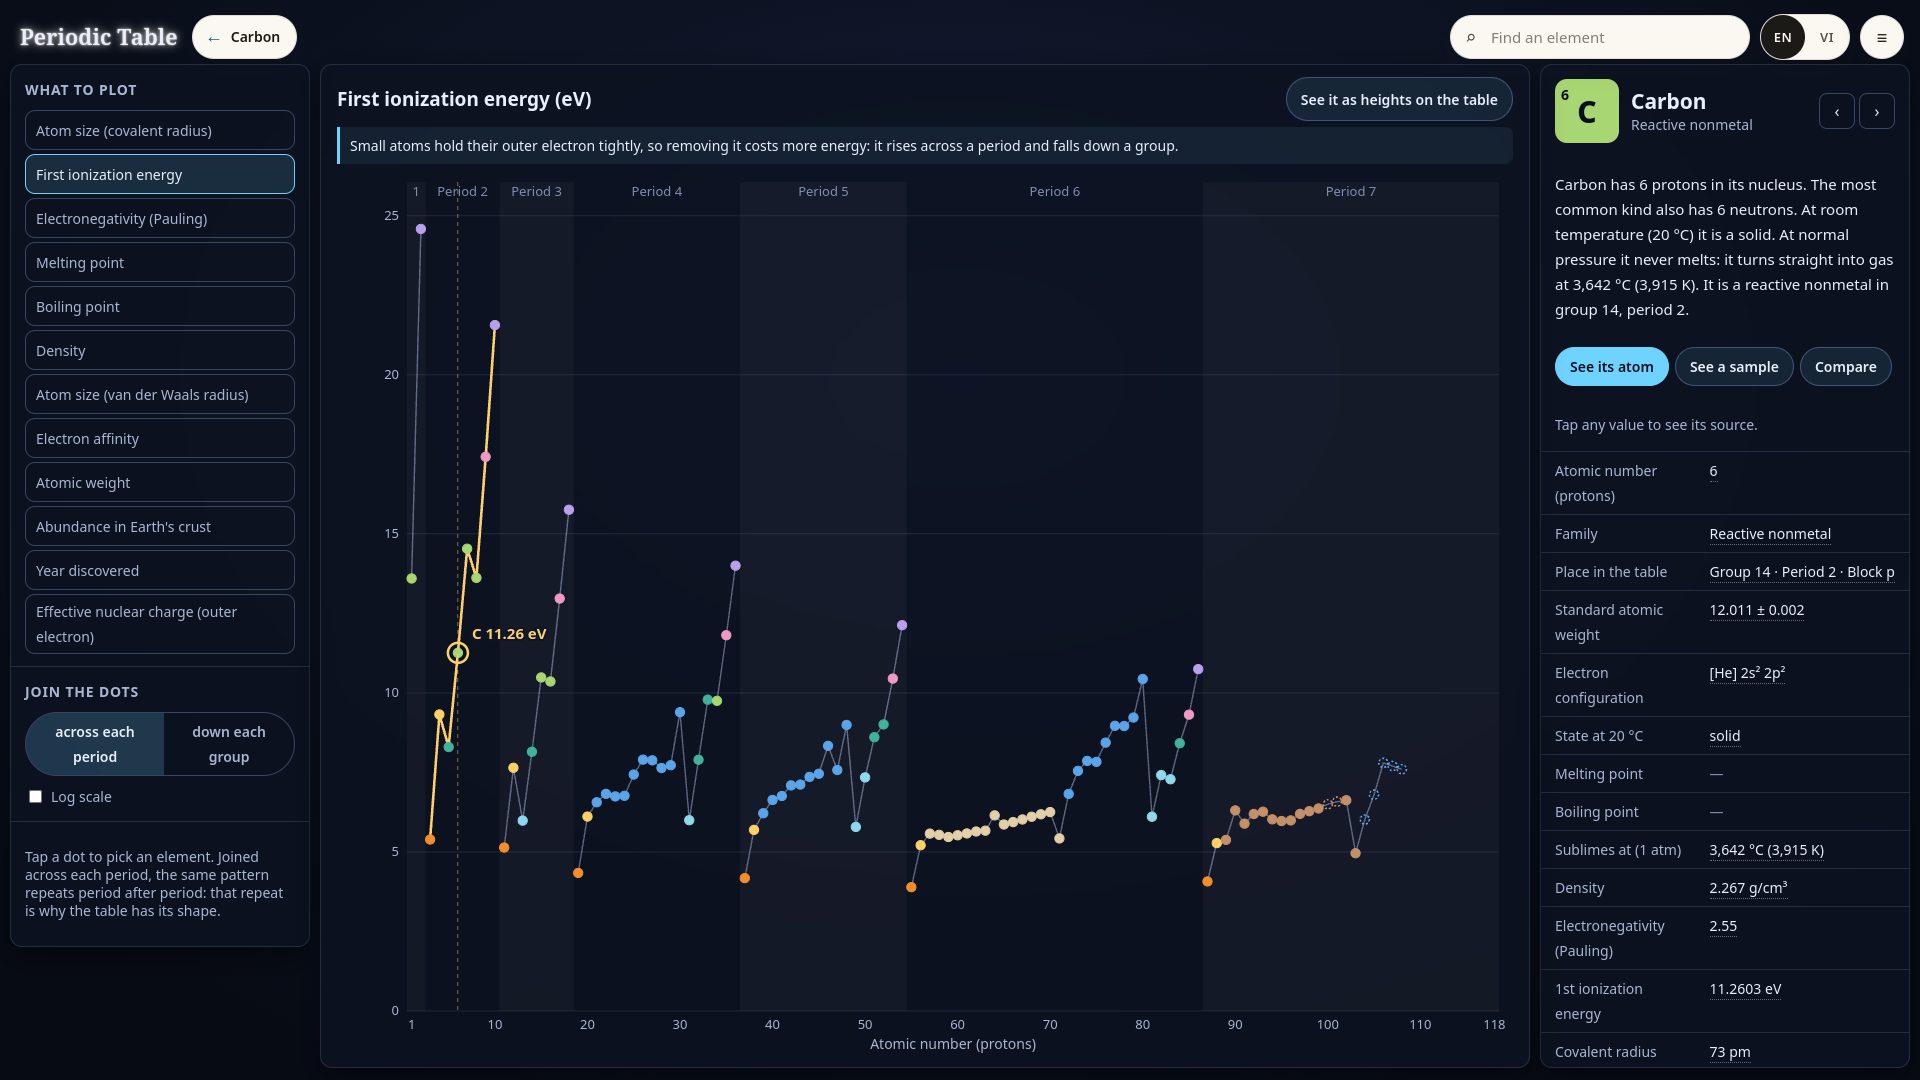 Periodic Table
← Carbon
Find an element
EN
VI
≡
WHAT TO PLOT
Atom size (covalent radius)
First ionization energy
Electronegativity (Pauling)
Melting point
Boiling point
Density
Atom size (van der Waals radius)
Electron affinity
Atomic weight
Abundance in Earth's crust
Year discovered
Effective nuclear charge (outer
electron)
JOIN THE DOTS
across each
period
down each
group
Log scale
Tap a dot to pick an element. Joined
across each period, the same pattern
repeats period after period: that repeat
is why the table has its shape.
First ionization energy (eV)
See it as heights on the table
Small atoms hold their outer electron tightly, so removing it costs more energy: it rises across a period and falls down a group.
1
Period 2
Period 3
Period 4
Period 5
Period 6
Period 7
25
20
15
10
5
0
C 11.26 eV
1
10
20
30
40
50
60
70
80
90
100
110
118
Atomic number (protons)
6
C
Carbon
Reactive nonmetal
‹
›
Carbon has 6 protons in its nucleus. The most
common kind also has 6 neutrons. At room
temperature (20 °C) it is a solid. At normal
pressure it never melts: it turns straight into gas
at 3,642 °C (3,915 K). It is a reactive nonmetal in
group 14, period 2.
See its atom
See a sample
Compare
Tap any value to see its source.
Atomic number
(protons)
6
Family
Reactive nonmetal
Place in the table
Group 14 · Period 2 · Block p
Standard atomic
weight
12.011 ± 0.002
Electron
configuration
[He] 2s² 2p²
State at 20 °C
solid
Melting point
—
Boiling point
—
Sublimes at (1 atm)
3,642 °C (3,915 K)
Density
2.267 g/cm³
Electronegativity
(Pauling)
2.55
1st ionization
energy
11.2603 eV
Covalent radius
73 pm